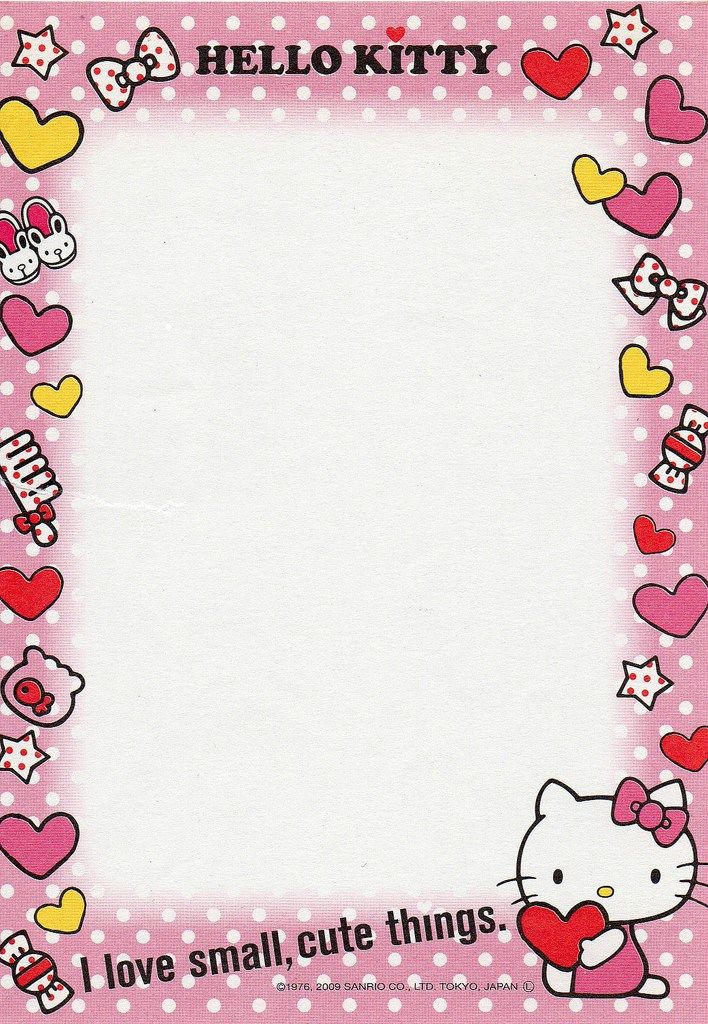 HELLO KITTY
I love small, cute things.
©1976, 2009 SANRIO CO., LTD. TOKYO, JAPAN Ⓛ